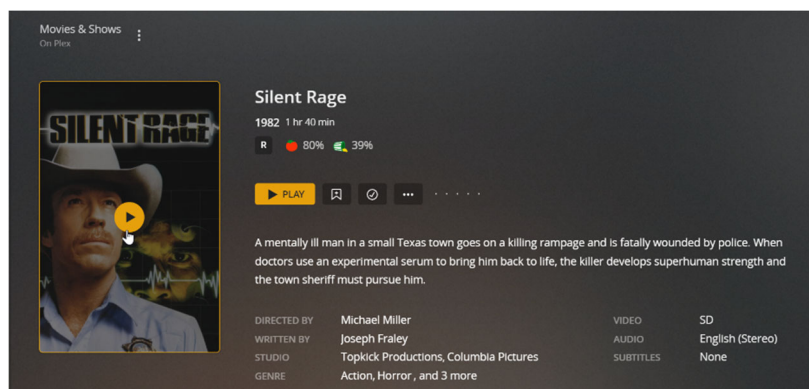 Movies & Shows
On Plex
SILENT RAGE
Silent Rage
1982 1 hr 40 min
R 80% 39%
PLAY
A mentally ill man in a small Texas town goes on a killing rampage and is fatally wounded by police. When
doctors use an experimental serum to bring him back to life, the killer develops superhuman strength and
the town sheriff must pursue him.
DIRECTED BY Michael Miller
WRITTEN BY Joseph Fraley
STUDIO Topkick Productions, Columbia Pictures
GENRE Action, Horror , and 3 more
VIDEO SD
AUDIO English (Stereo)
SUBTITLES None